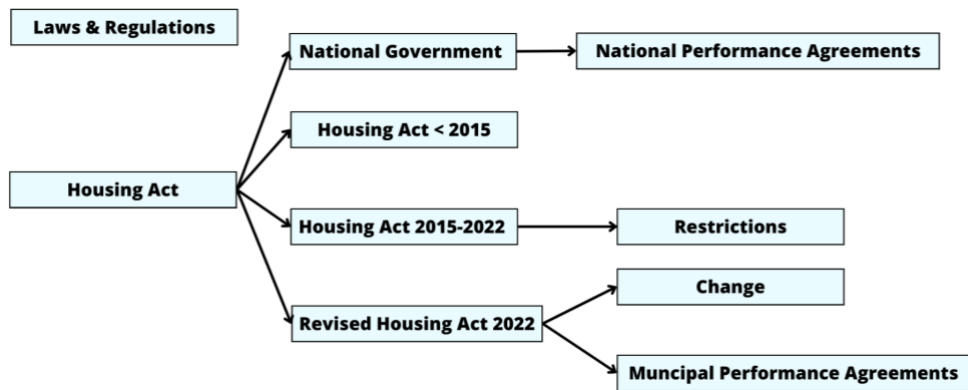 Laws & Regulations
National Government
National Performance Agreements
Housing Act < 2015
Housing Act
Housing Act 2015-2022
Restrictions
Change
Revised Housing Act 2022
Muncipal Performance Agreements